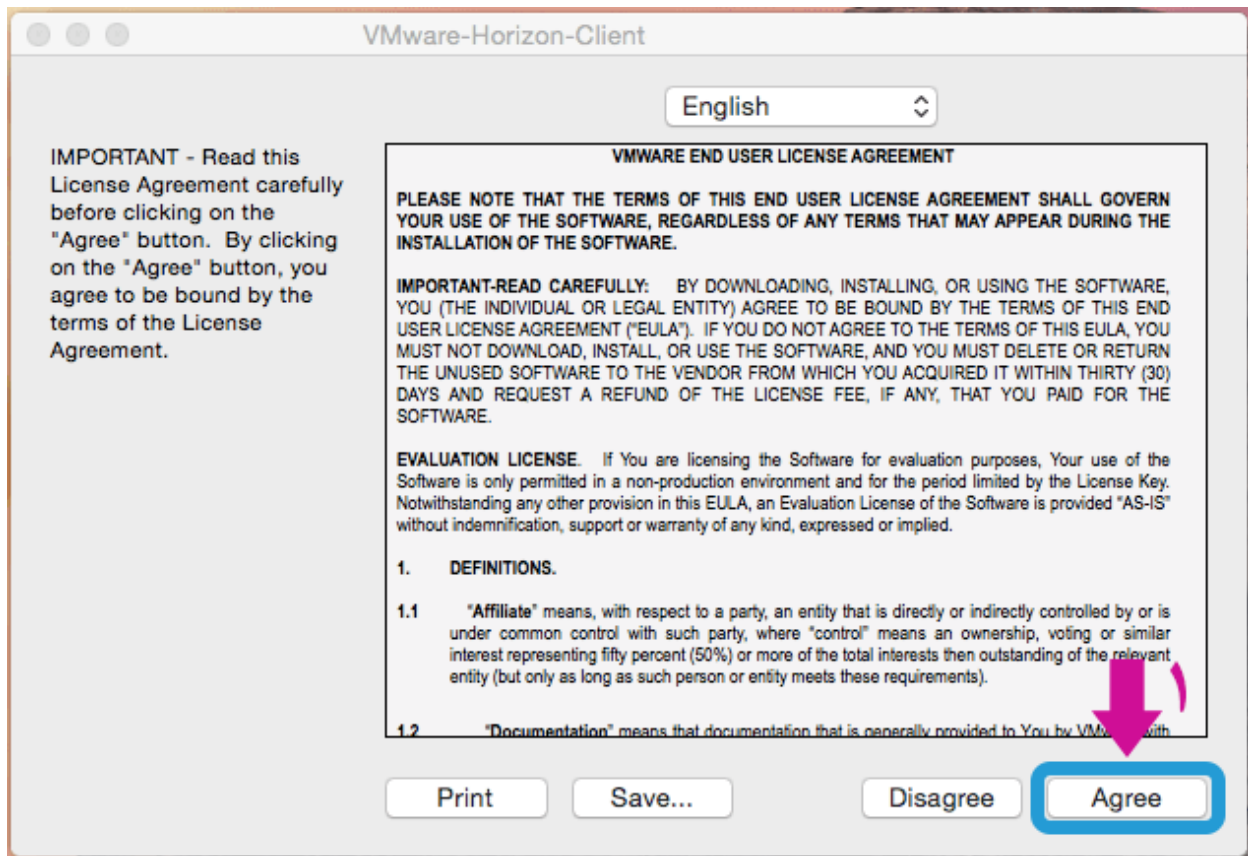 VMware-Horizon-Client
English
IMPORTANT - Read this
License Agreement carefully
before clicking on the
"Agree" button.  By clicking
on the "Agree" button, you
agree to be bound by the
terms of the License
Agreement.
VMWARE END USER LICENSE AGREEMENT
PLEASE NOTE THAT THE TERMS OF THIS END USER LICENSE AGREEMENT SHALL GOVERN
YOUR USE OF THE SOFTWARE, REGARDLESS OF ANY TERMS THAT MAY APPEAR DURING THE
INSTALLATION OF THE SOFTWARE.
IMPORTANT-READ CAREFULLY:   BY DOWNLOADING, INSTALLING, OR USING THE SOFTWARE,
YOU (THE INDIVIDUAL OR LEGAL ENTITY) AGREE TO BE BOUND BY THE TERMS OF THIS END
USER LICENSE AGREEMENT (“EULA”).  IF YOU DO NOT AGREE TO THE TERMS OF THIS EULA, YOU
MUST NOT DOWNLOAD, INSTALL, OR USE THE SOFTWARE, AND YOU MUST DELETE OR RETURN
THE UNUSED SOFTWARE TO THE VENDOR FROM WHICH YOU ACQUIRED IT WITHIN THIRTY (30)
DAYS AND REQUEST A REFUND OF THE LICENSE FEE, IF ANY, THAT YOU PAID FOR THE
SOFTWARE.
EVALUATION LICENSE.  If You are licensing the Software for evaluation purposes, Your use of the
Software is only permitted in a non-production environment and for the period limited by the License Key.
Notwithstanding any other provision in this EULA, an Evaluation License of the Software is provided “AS-IS”
without indemnification, support or warranty of any kind, expressed or implied.
1. DEFINITIONS.
1.1 “Affiliate” means, with respect to a party, an entity that is directly or indirectly controlled by or is
under common control with such party, where “control” means an ownership, voting or similar
interest representing fifty percent (50%) or more of the total interests then outstanding of the relevant
entity (but only as long as such person or entity meets these requirements).
1.2 “Documentation” means that documentation that is generally provided to You by with
Print
Save...
Disagree
Agree